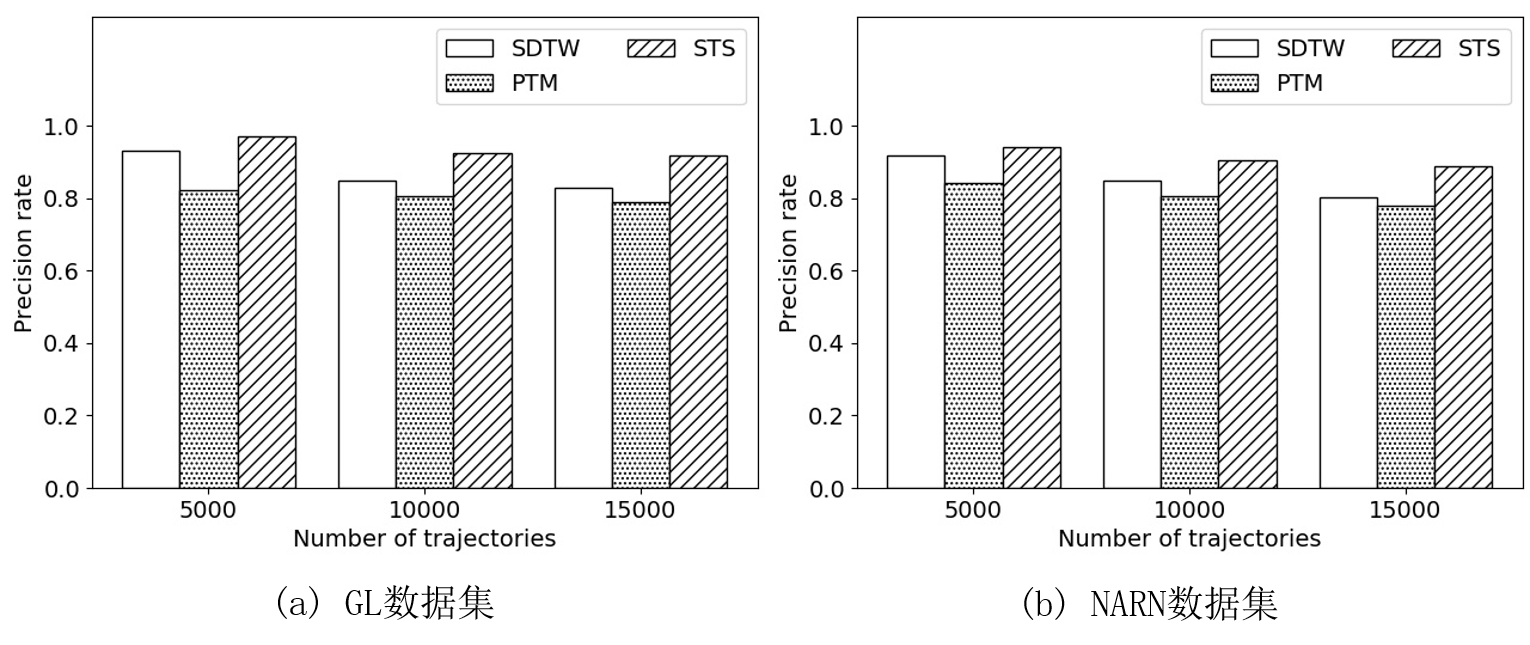 SDTW
PTM
STS
1.0
0.8
0.6
0.4
0.2
0.0
Precision rate
5000
10000
15000
Number of trajectories
(a) GL数据集
SDTW
PTM
STS
1.0
0.8
0.6
0.4
0.2
0.0
Precision rate
5000
10000
15000
Number of trajectories
(b) NARN数据集